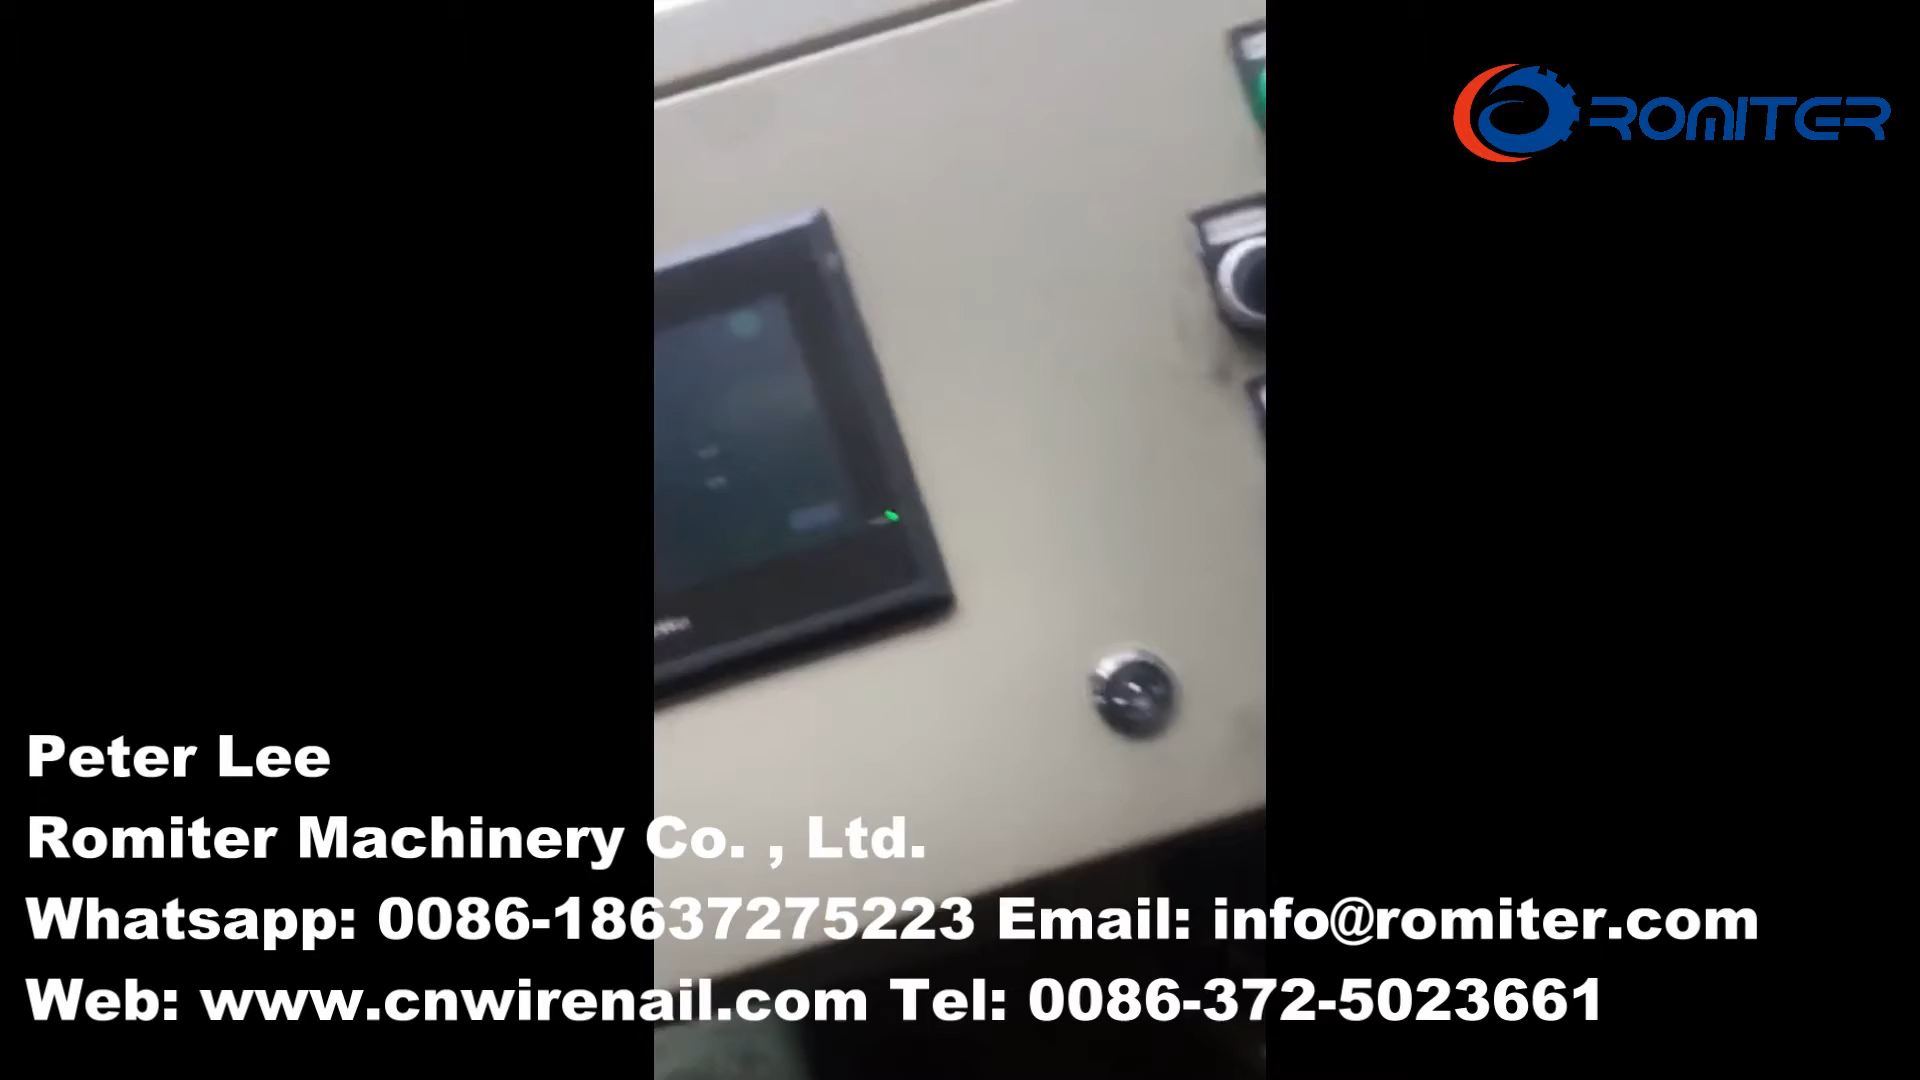 ROMITER
Peter Lee
Romiter Machinery Co. , Ltd.
Whatsapp: 0086-18637275223 Email: info@romiter.com
Web: www.cnwirenail.com Tel: 0086-372-5023661